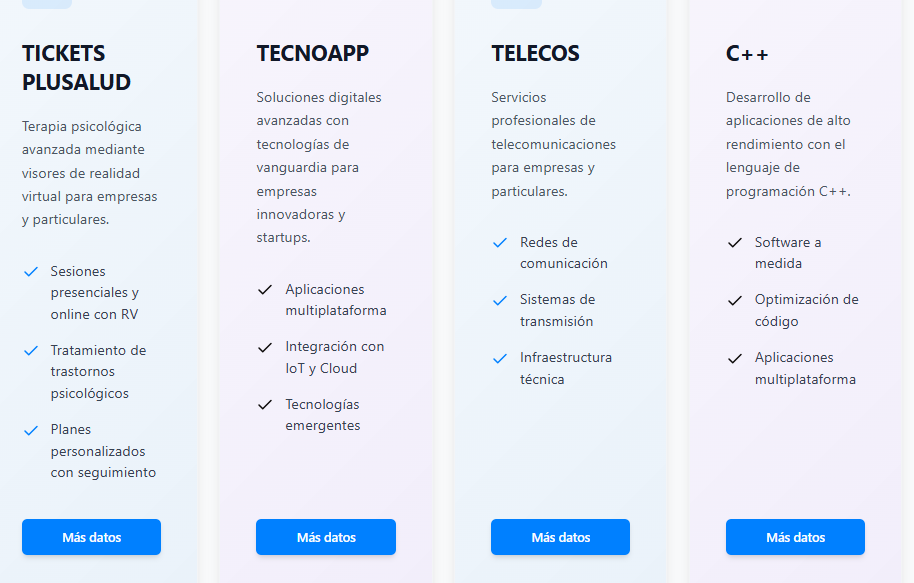 TICKETS
PLUSALUD
Terapia psicológica
avanzada mediante
visores de realidad
virtual para empresas
y particulares.
Sesiones
presenciales y
online con RV
Tratamiento de
trastornos
psicológicos
Planes
personalizados
con seguimiento
Más datos
TECNOAPP
Soluciones digitales
avanzadas con
tecnologías de
vanguardia para
empresas
innovadoras y
startups.
Aplicaciones
multiplataforma
Integración con
IoT y Cloud
Tecnologías
emergentes
Más datos
TELECOS
Servicios
profesionales de
telecomunicaciones
para empresas y
particulares.
Redes de
comunicación
Sistemas de
transmisión
Infraestructura
técnica
Más datos
C++
Desarrollo de
aplicaciones de alto
rendimiento con el
lenguaje de
programación C++.
Software a
medida
Optimización de
código
Aplicaciones
multiplataforma
Más datos